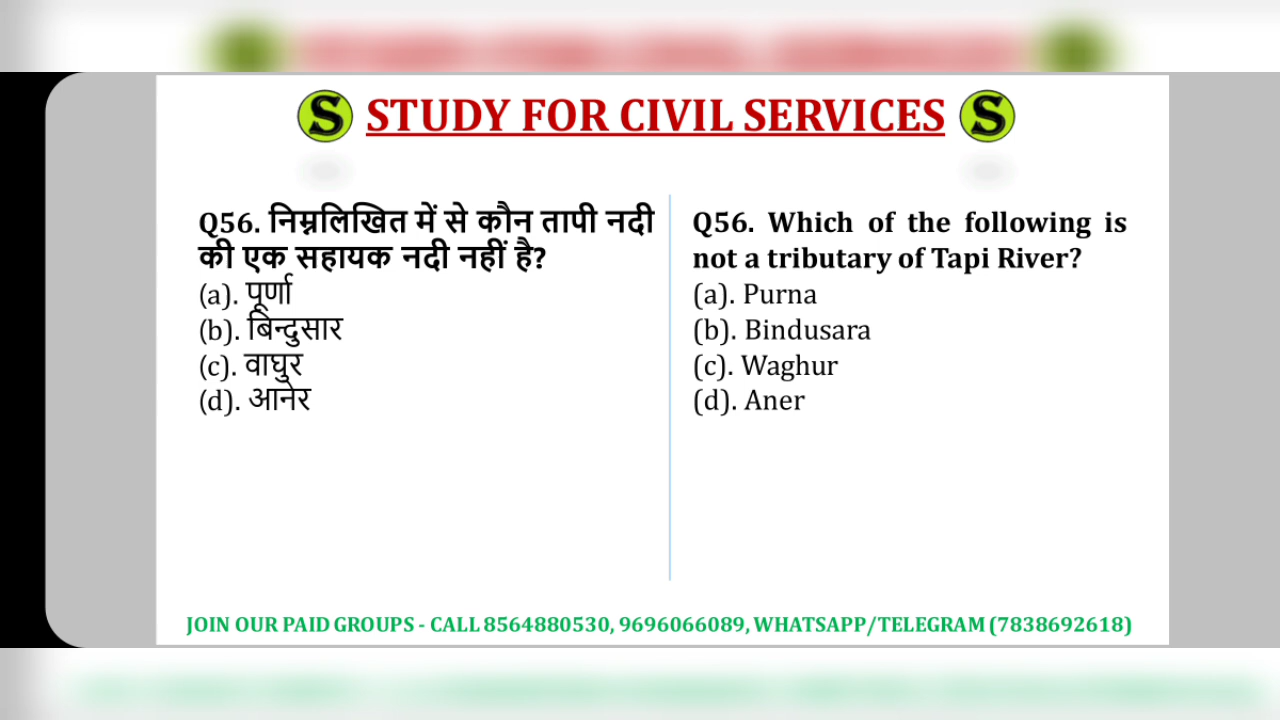 S STUDY FOR CIVIL SERVICES S
Q56. निम्नलिखित में से कौन तापी नदी
की एक सहायक नदी नहीं है?
(a). पूर्णा
(b). बिन्दुसार
(c). वाघुर
(d). आनेर
Q56. Which of the following is
not a tributary of Tapi River?
(a). Purna
(b). Bindusara
(c). Waghur
(d). Aner
JOIN OUR PAID GROUPS - CALL 8564880530, 9696066089, WHATSAPP/TELEGRAM (7838692618)